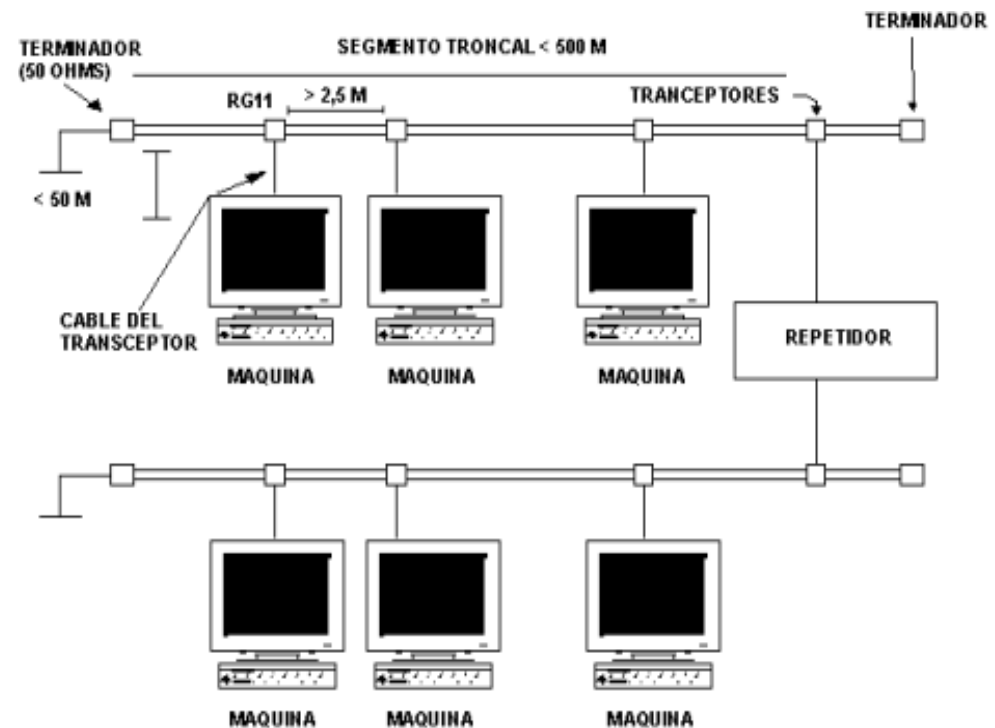 TERMINADOR
TERMINADOR
(50 OHMS)
SEGMENTO TRONCAL < 500 M
RG11
> 2,5 M
TRANCEPTORES
< 50 M
CABLE DEL
TRANSCEPTOR
REPETIDOR
MAQUINA
MAQUINA
MAQUINA
MAQUINA
MAQUINA
MAQUINA